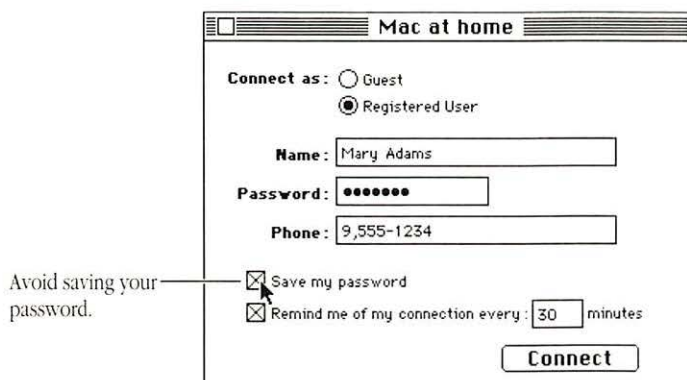 Mac at home
Connect as: Guest
Registered User
Name: Mary Adams
Password: •••••••
Phone: 9,555-1234
Avoid saving your
password.
Save my password
Remind me of my connection every: 30 minutes
Connect